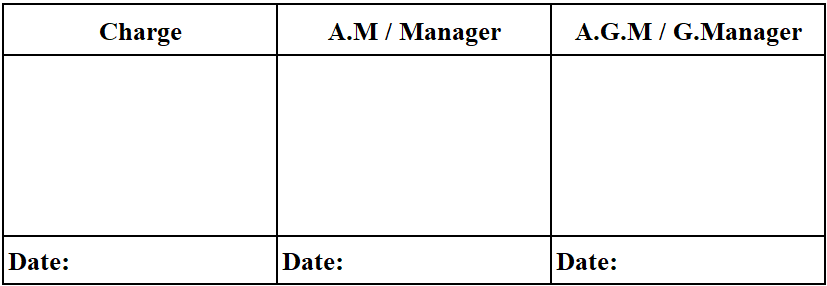 Charge A.M / Manager A.G.M / G.Manager
Date: Date: Date: